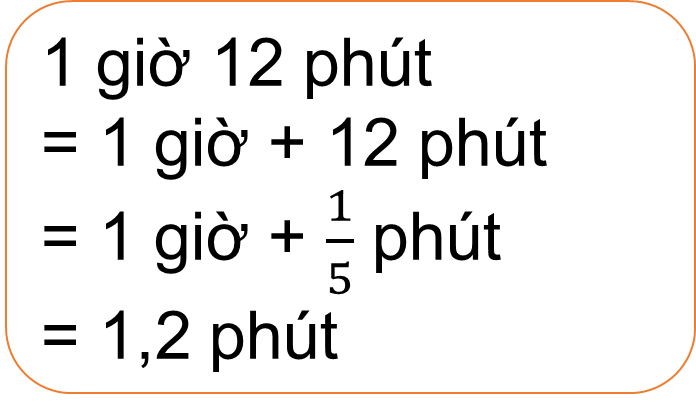 1 giờ 12 phút
= 1 giờ + 12 phút
= 1 giờ + 1/5 phút
= 1,2 phút